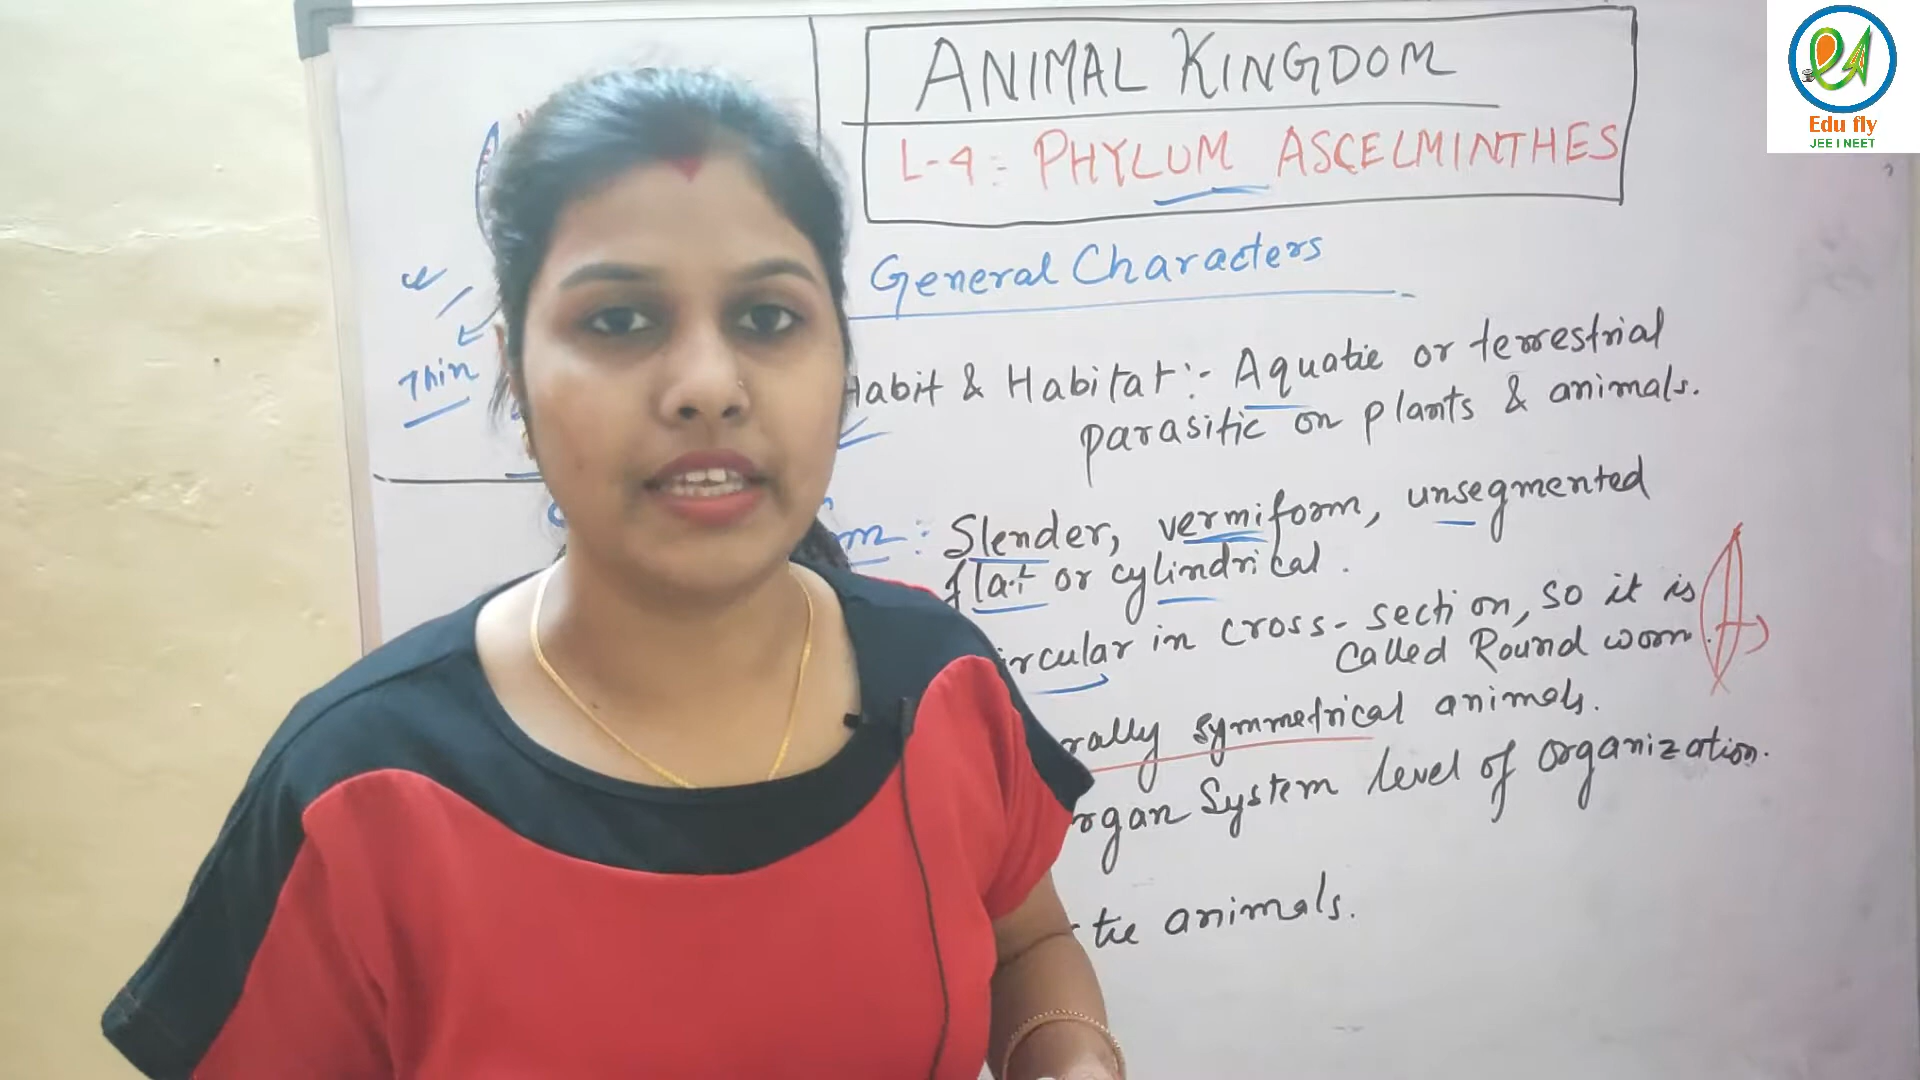 ANIMAL KINGDOM
L-4: PHYLUM ASCELMINTHES
General Characters
Habit & Habitat:- Aquatic or terrestrial
parasitic on plants & animals.
Slender, vermiform, unsegmented
flat or cylindrical.
ircular in cross-section, so it is
called Round worm.
rally symmetrical animals.
rgan System level of organization.
tic animals.
Thin
Edu fly
JEE I NEET